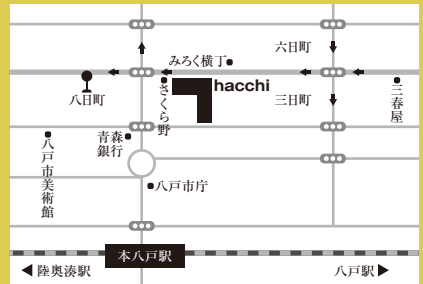 六日町
みろく横丁
hacchi
八日町
さくら野
三日町
三春屋
青森
銀行
八戸市美術館
八戸市庁
本八戸駅
陸奥湊駅
八戸駅